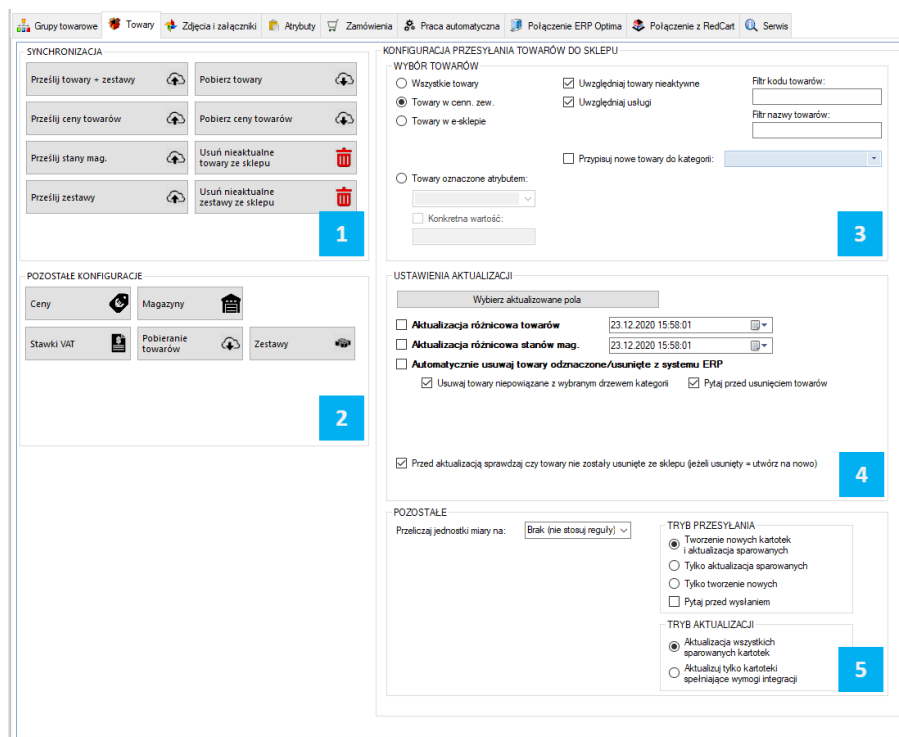 Grupy towarowe Towary Zdjęcia i załączniki Atrybuty Zamówienia Praca automatyczna Połączenie ERP Optima Połączenie z RedCart Serwis
SYNCHRONIZACJA
Prześlij towary + zestawy Pobierz towary
Prześlij ceny towarów Pobierz ceny towarów
Prześlij stany mag. Usuń nieaktualne
towary ze sklepu
Prześlij zestawy Usuń nieaktualne
zestawy ze sklepu
1
POZOSTAŁE KONFIGURACJE
Ceny Magazyny
Stawki VAT Pobieranie
towarów Zestawy
2
KONFIGURACJA PRZESYŁANIA TOWARÓW DO SKLEPU
WYBÓR TOWARÓW
Wszystkie towary Uwzględniaj towary nieaktywne Filtr kodu towarów:
Towary w cenn. zew. Uwzględniaj usługi
Towary w e-sklepie Filtr nazwy towarów:
Przypisuj nowe towary do kategorii:
Towary oznaczone atrybutem:
Konkretna wartość:
3
USTAWIENIA AKTUALIZACJI
Wybierz aktualizowane pola
Aktualizacja różnicowa towarów 23.12.2020 15:58:01
Aktualizacja różnicowa stanów mag. 23.12.2020 15:58:01
Automatycznie usuwaj towary odznaczone/usunięte z systemu ERP
Usuwaj towary niepowiązane z wybranym drzewem kategorii Pytaj przed usunięciem towarów
Przed aktualizacją sprawdzaj czy towary nie zostały usunięte ze sklepu (jeżeli usunięty = utwórz na nowo)
4
POZOSTAŁE
Przeliczaj jednostki miary na: Brak (nie stosuj reguły)
TRYB PRZESYŁANIA
Tworzenie nowych kartotek
i aktualizacja sparowanych
Tylko aktualizacja sparowanych
Tylko tworzenie nowych
Pytaj przed wysłaniem
TRYB AKTUALIZACJI
Aktualizacja wszystkich
sparowanych kartotek
Aktualizuj tylko kartoteki
spełniające wymogi integracji
5